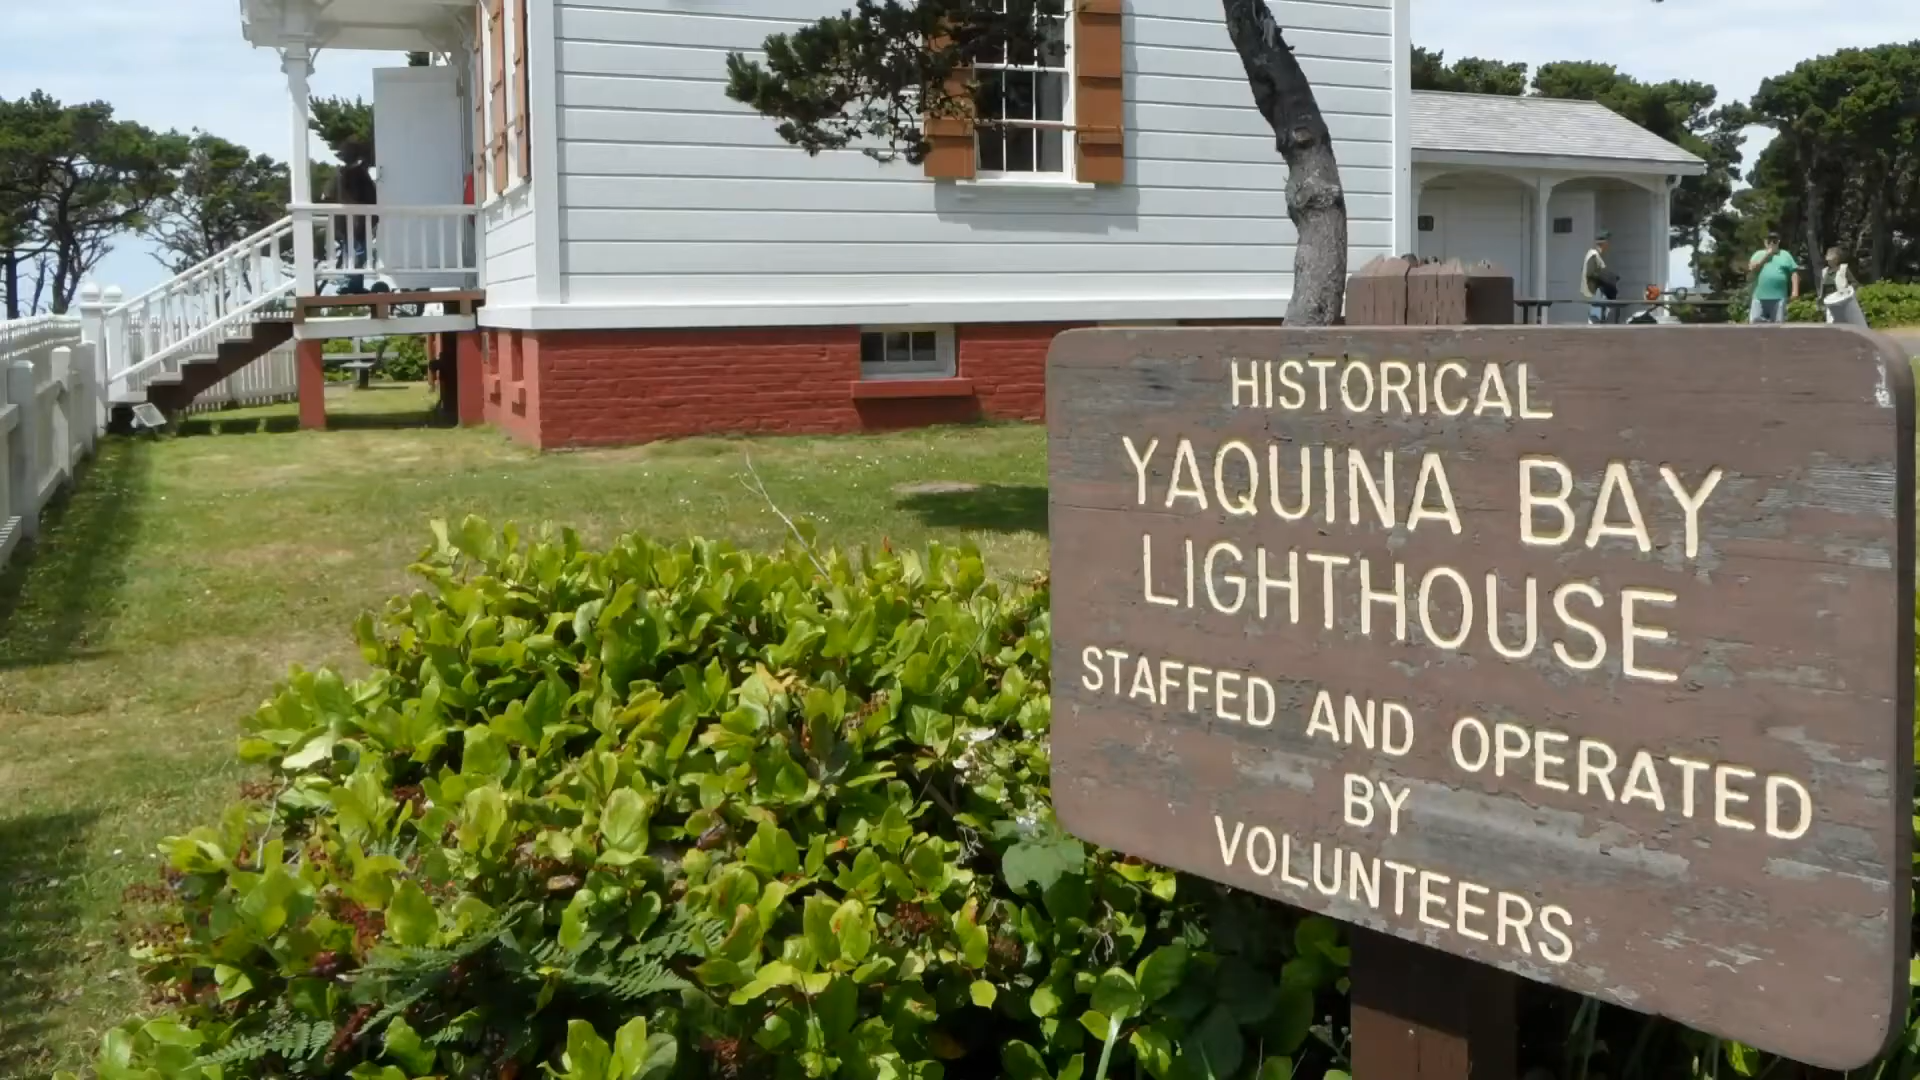 HISTORICAL
YAQUINA BAY
LIGHTHOUSE
STAFFED AND OPERATED
BY
VOLUNTEERS